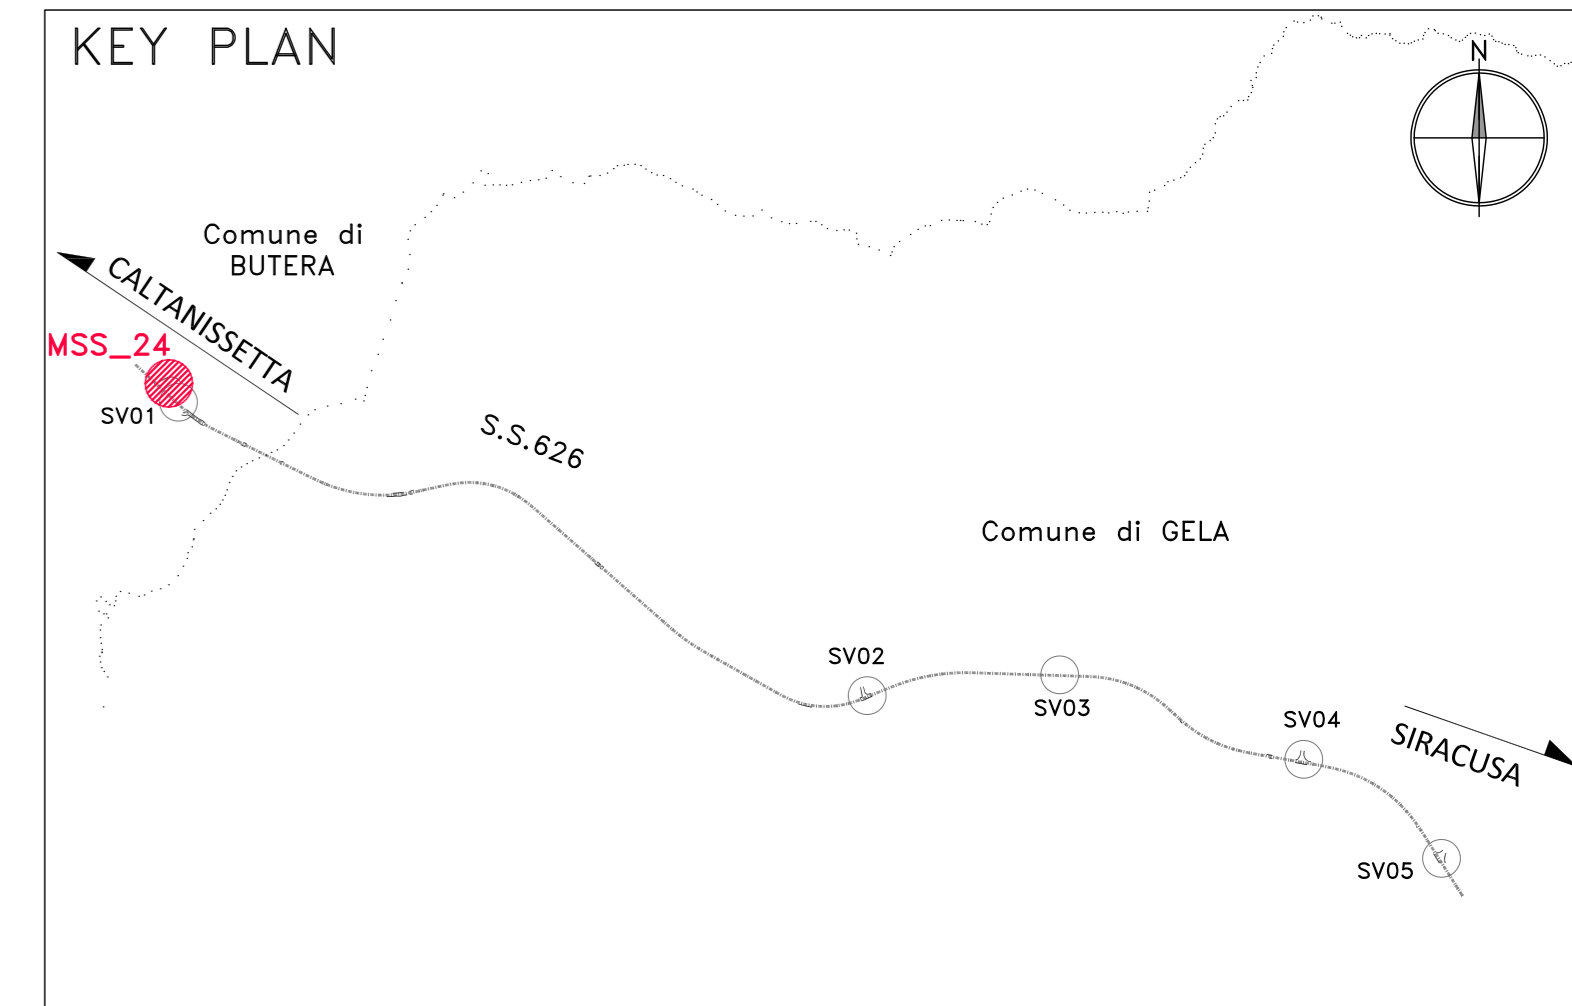 KEY PLAN
N
Comune di
BUTERA
CALTANISSETTA
MSS_24
SV01
S.S.626
Comune di GELA
SV02
SV03
SV04
SIRACUSA
SV05